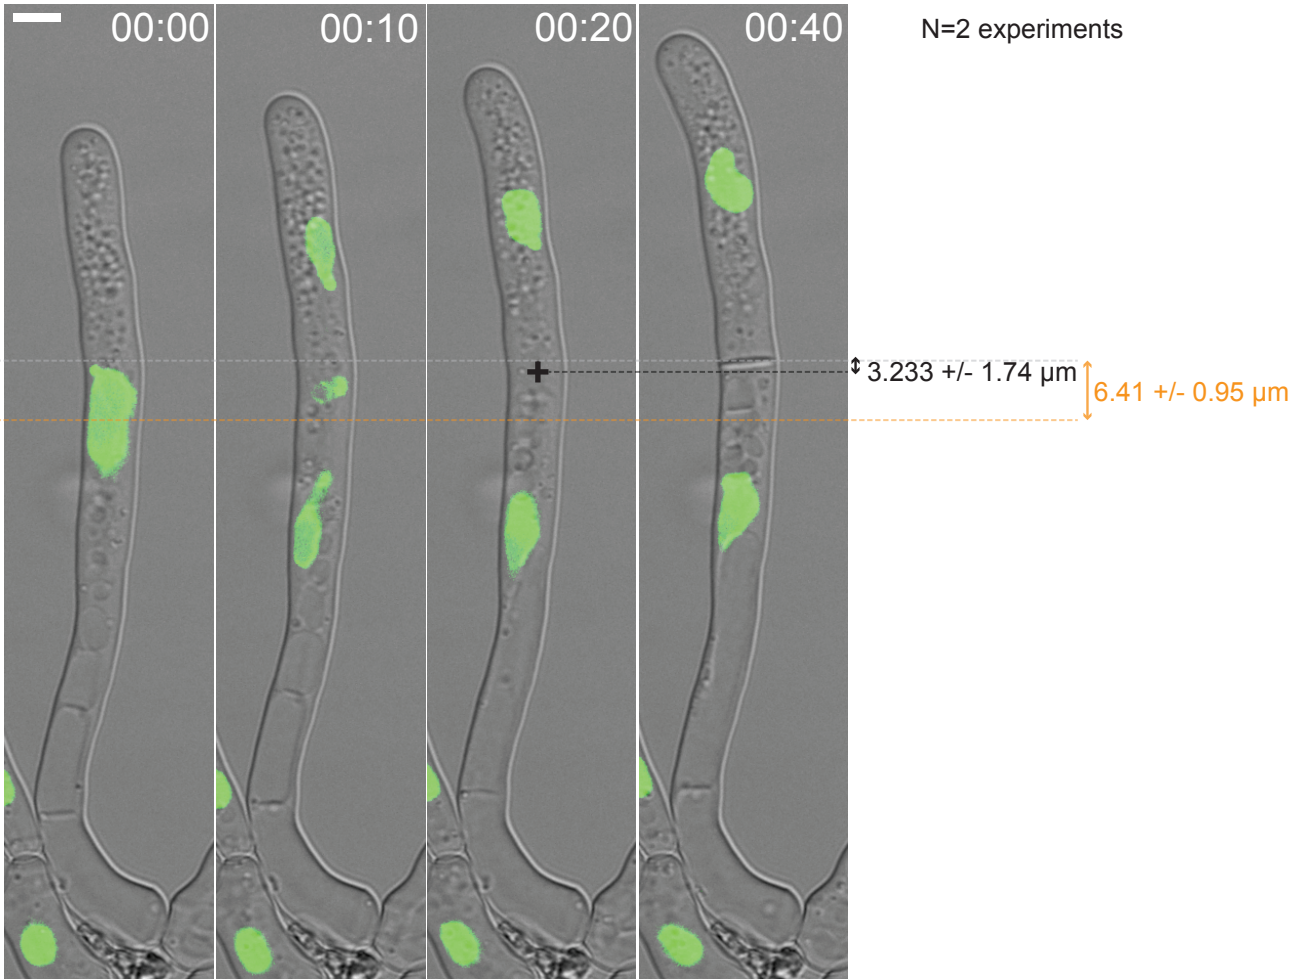 00:00
00:10
00:20
00:40
N=2 experiments
3.233 +/- 1.74 µm
6.41 +/- 0.95 µm